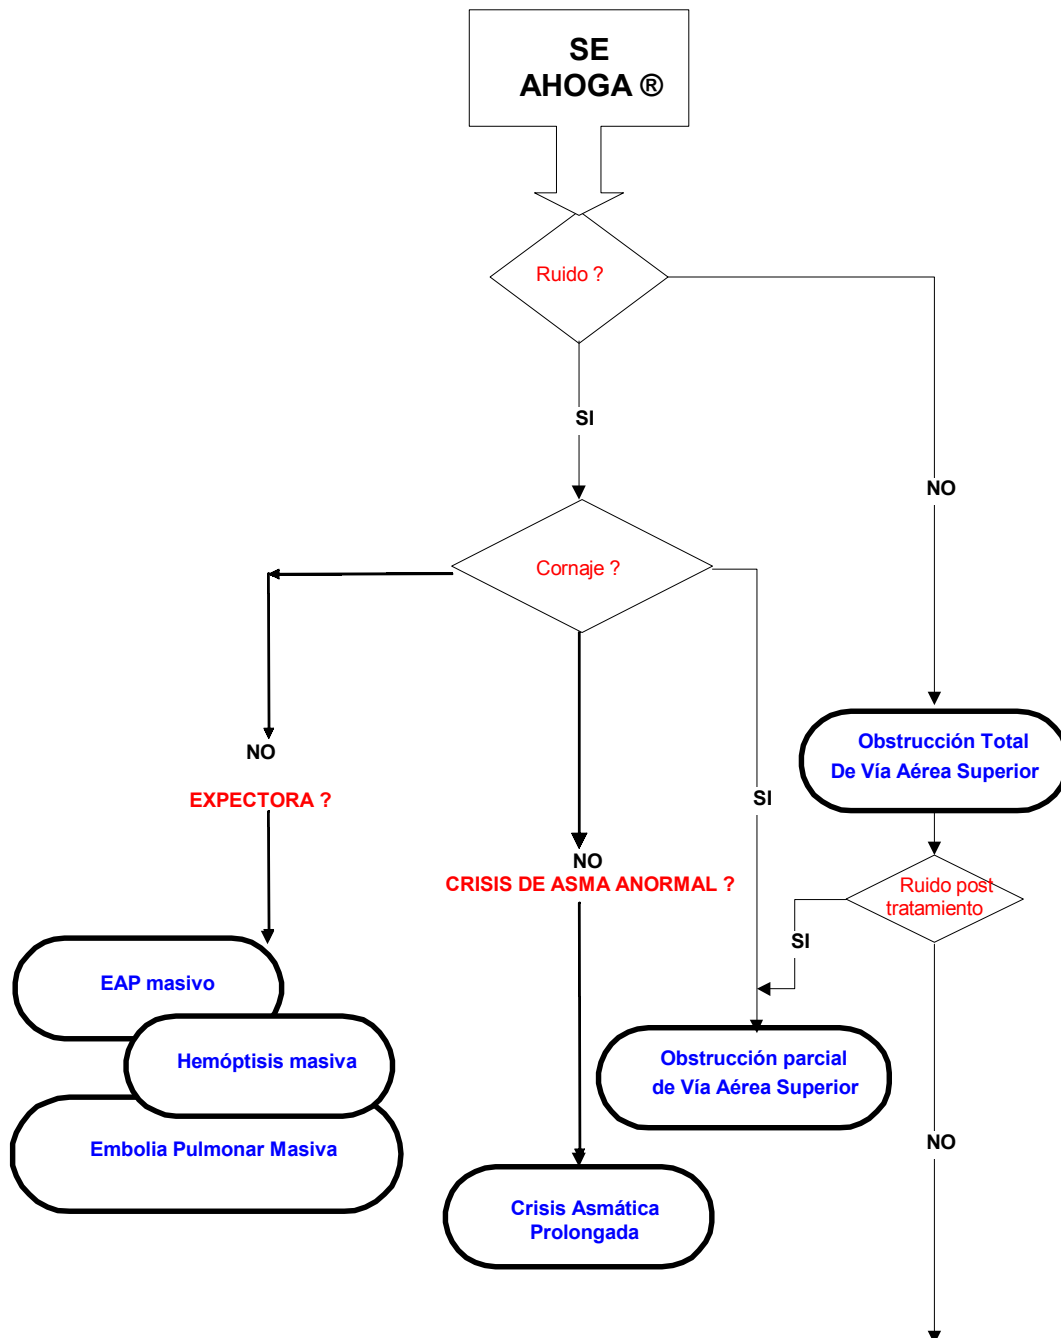 SE
AHOGA ®
Ruido ?
SI
NO
Cornaje ?
NO
EXPECTORA ?
SI
NO
CRISIS DE ASMA ANORMAL ?
Obstrucción Total
De Vía Aérea Superior
Ruido post
tratamiento
SI
EAP masivo
Hemóptisis masiva
Embolia Pulmonar Masiva
Obstrucción parcial
de Vía Aérea Superior
NO
Crisis Asmática
Prolongada